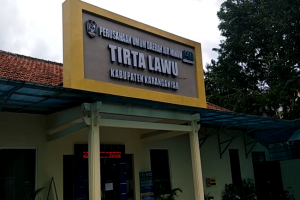 PERUSAHAAN UMUM DAERAH AIR MINUM
TIRTA LAWU
KABUPATEN KARANGANYAR